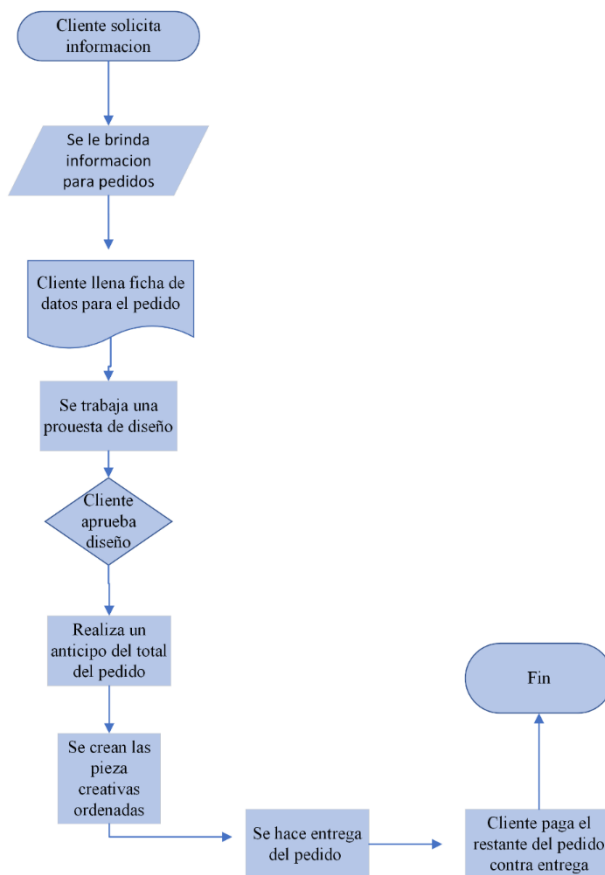 Cliente solicita
informacion
Se le brinda
informacion
para pedidos
Cliente llena ficha de
datos para el pedido
Se trabaja una
prouesta de diseño
Cliente
aprueba
diseño
Realiza un
anticipo del total
del pedido
Se crean las
pieza
creativas
ordenadas
Se hace entrega
del pedido
Cliente paga el
restante del pedido
contra entrega
Fin